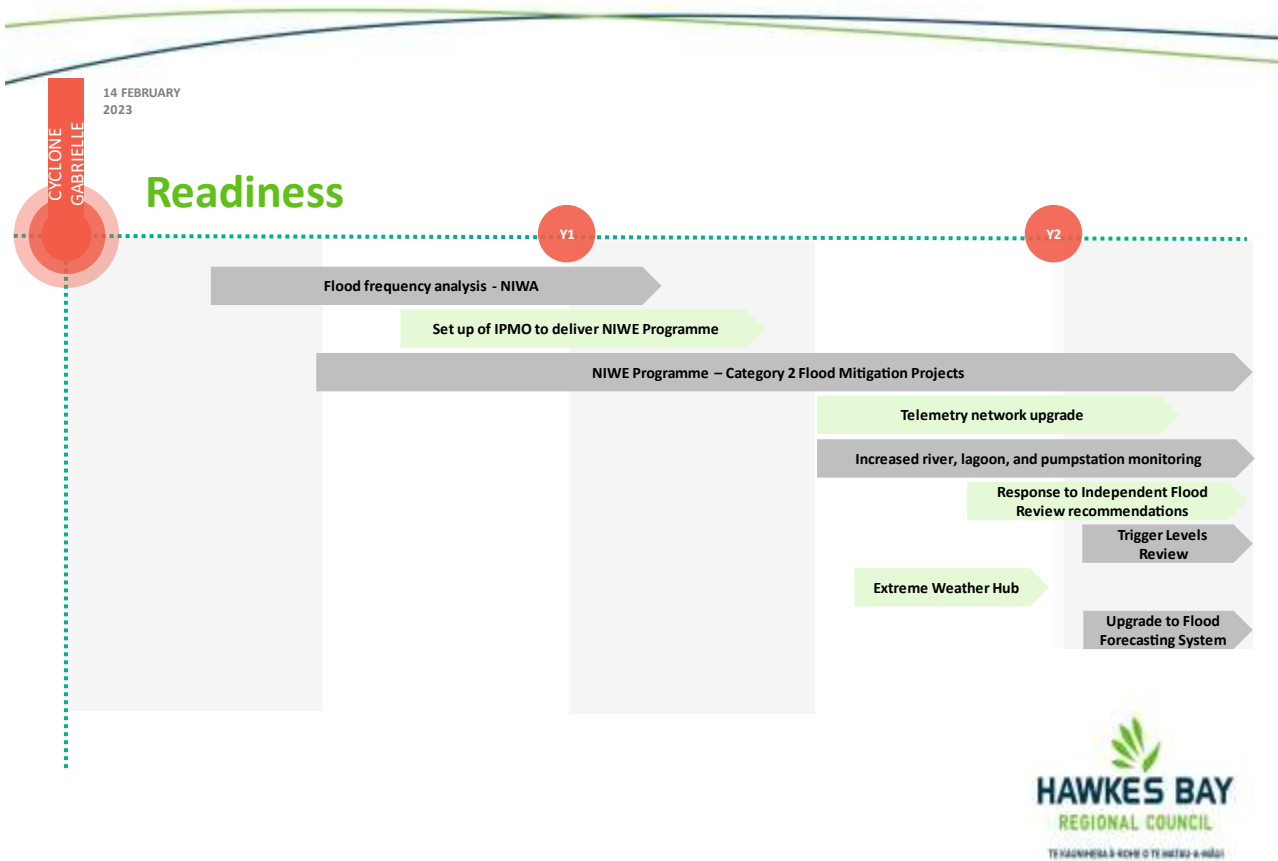 14 FEBRUARY
2023
CYCLONE
GABRIELLE
Readiness
Y1
Y2
Flood frequency analysis - NIWA
Set up of IPMO to deliver NIWE Programme
NIWE Programme – Category 2 Flood Mitigation Projects
Telemetry network upgrade
Increased river, lagoon, and pumpstation monitoring
Response to Independent Flood
Review recommendations
Trigger Levels
Review
Extreme Weather Hub
Upgrade to Flood
Forecasting System
HAWKES BAY
REGIONAL COUNCIL